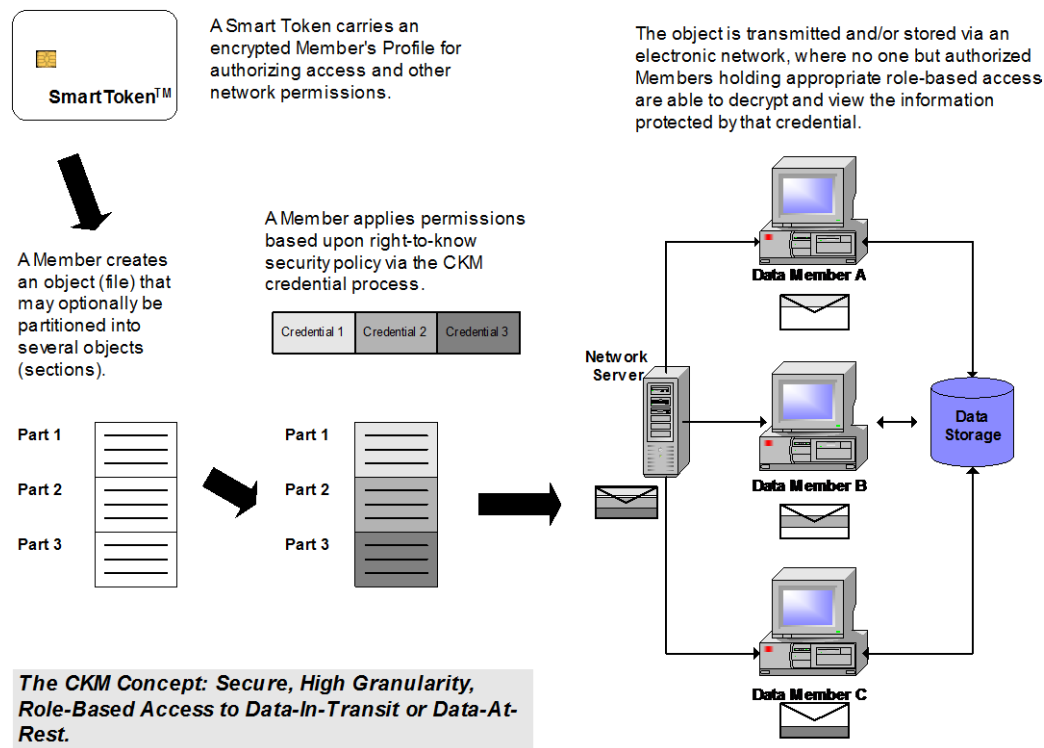 SmartToken™
A Smart Token carries an
encrypted Member's Profile for
authorizing access and other
network permissions.
The object is transmitted and/or stored via an
electronic network, where no one but authorized
Members holding appropriate role-based access
are able to decrypt and view the information
protected by that credential.
A Member creates
an object (file) that
may optionally be
partitioned into
several objects
(sections).
A Member applies permissions
based upon right-to-know
security policy via the CKM
credential process.
Credential 1 Credential 2 Credential 3
Part 1
Part 2
Part 3
Part 1
Part 2
Part 3
Network
Server
Data Member A
Data Member B
Data Member C
Data
Storage
The CKM Concept: Secure, High Granularity,
Role-Based Access to Data-In-Transit or Data-At-
Rest.